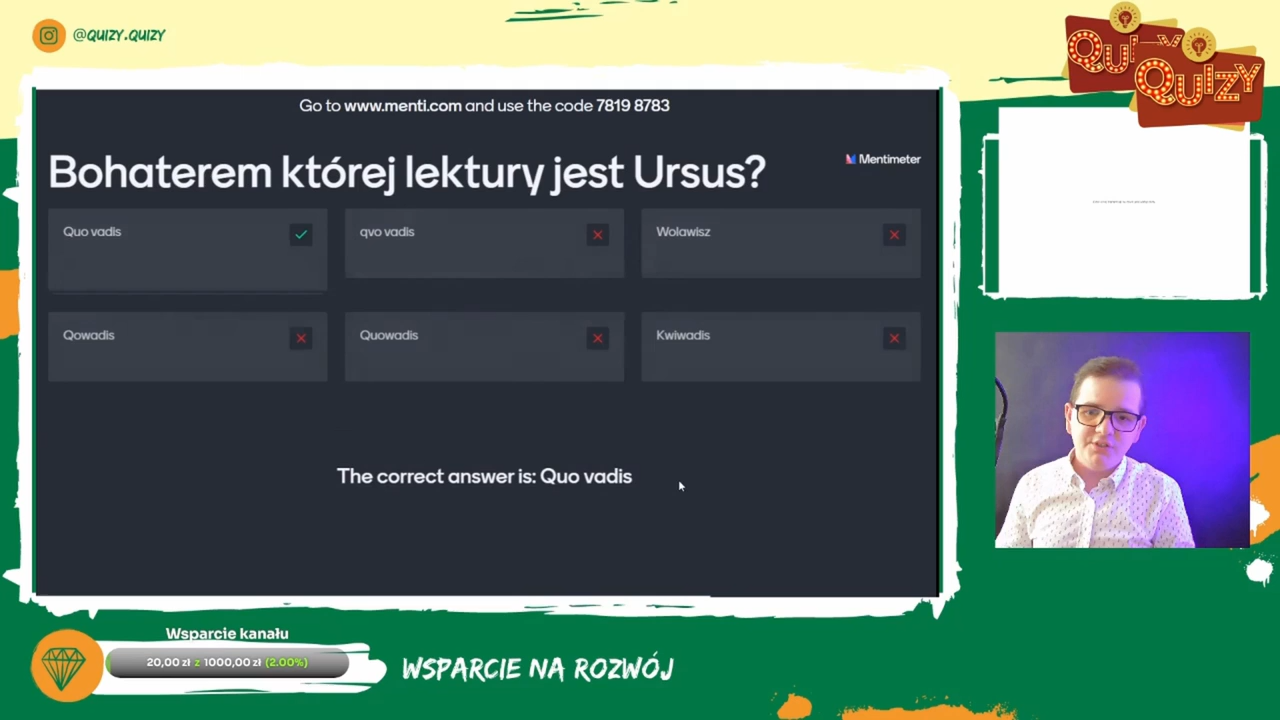 @QUIZY.QUIZY
QUIZY
QUIZY
Go to www.menti.com and use the code 7819 8783
Bohaterem której lektury jest Ursus?
Mentimeter
Quo vadis
qvo vadis
Wolawisz
Qowadis
Quowadis
Kwiwadis
The correct answer is: Quo vadis
Wsparcie kanału
20,00 zł z 1000,00 zł (2.00%)
WSPARCIE NA ROZWÓJ